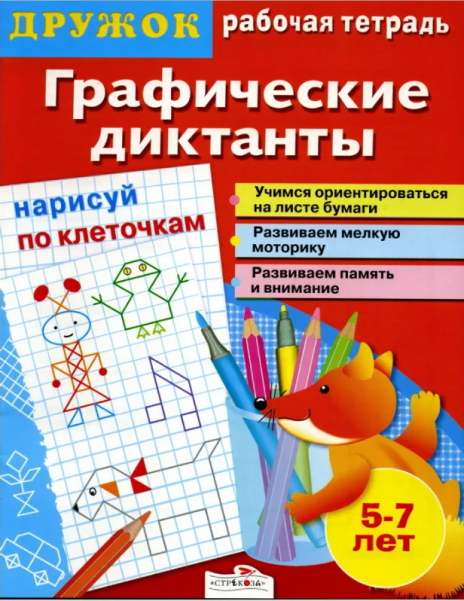 ДРУЖОК рабочая тетрадь
Графические
диктанты
нарисуй
по клеточкам
Учимся ориентироваться
на листе бумаги
Развиваем мелкую
моторику
Развиваем память
и внимание
5-7
лет
«СТРЕКОЗА»